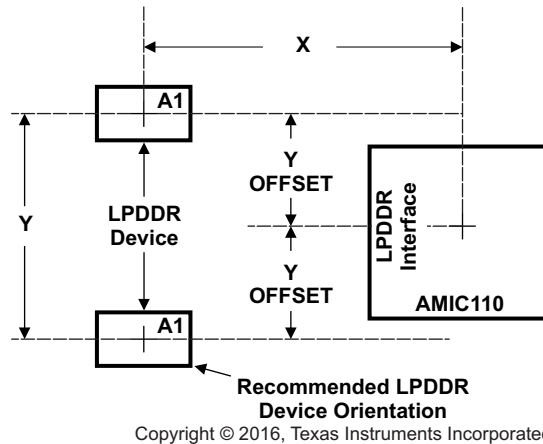 X
A1
Y
OFFSET
Y
LPDDR
Device
LPDDR
Interface
Y
OFFSET
AMIC110
A1
Recommended LPDDR
Device Orientation
Copyright © 2016, Texas Instruments Incorporated